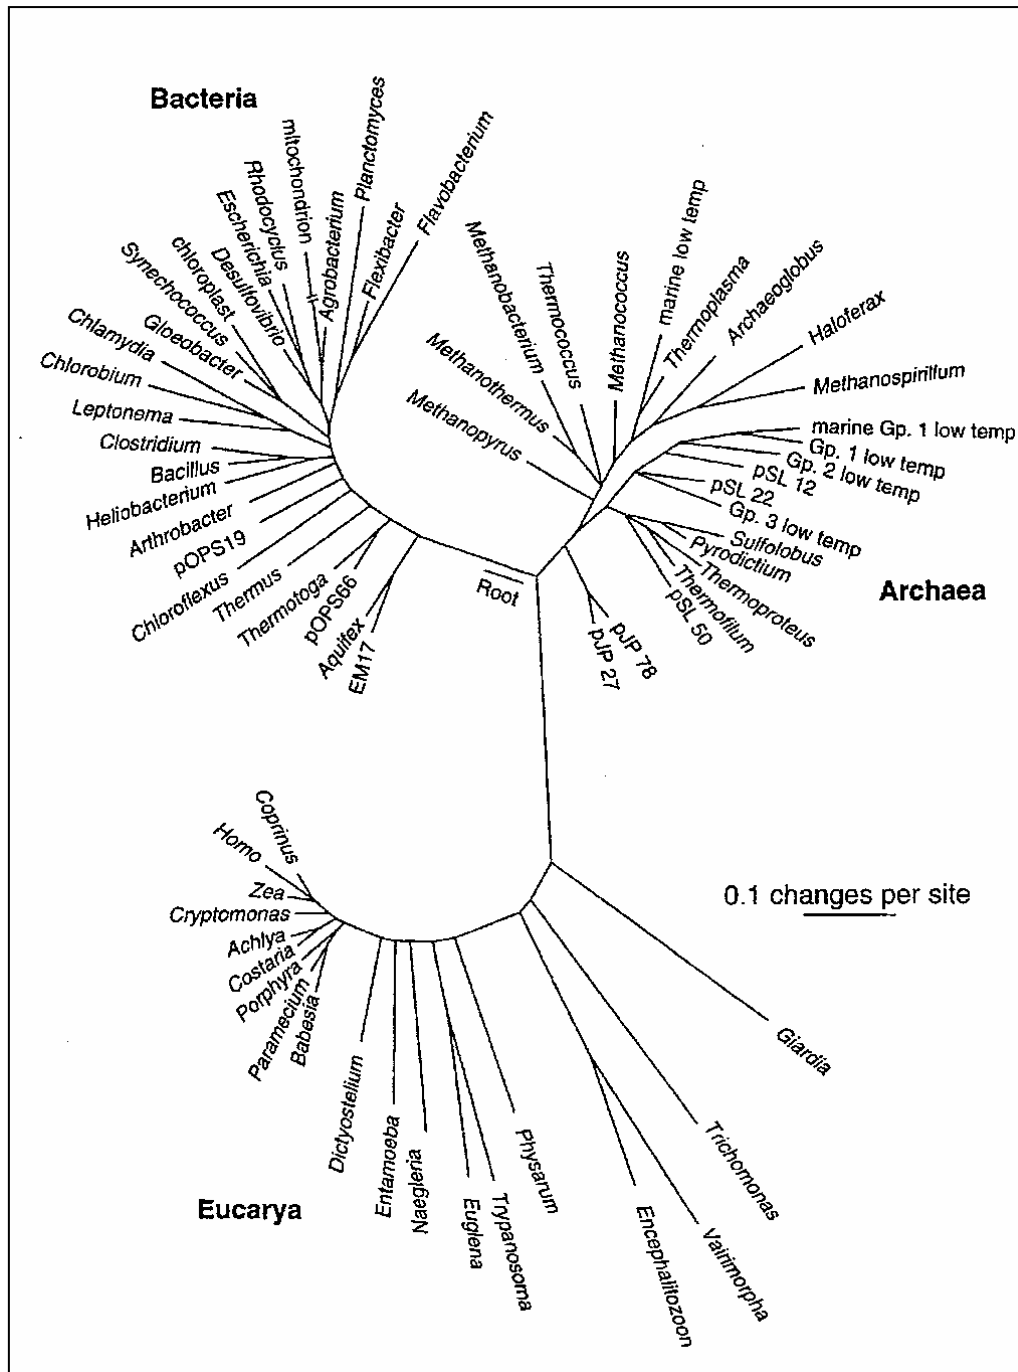 Bacteria
Planctomyces
mitochondrion
Flavobacterium
Rhodocyclus
Escherichia
Agrobacterium
Flexibacter
Desulfovibrio
chloroplast
Synechococcus
Gloeobacter
Chlamydia
Chlorobium
Leptonema
Clostridium
Bacillus
Heliobacterium
Arthrobacter
pOPS19
Chloroflexus
Thermus
Thermotoga
pOPS66
Aquifex
EM17
Root
Methanopyrus
Methanothermus
Methanobacterium
Thermococcus
Methanococcus
marine low temp
Thermoplasma
Archaeoglobus
Haloferax
Methanospirillum
marine Gp. 1 low temp
Gp. 1 low temp
Gp. 2 low temp
pSL 12
pSL 22
Gp. 3 low temp
Sulfolobus
Pyrodictium
Thermoproteus
Thermofilum
pSL 50
pJP 78
pJP 27
Archaea
Coprinus
Homo
Zea
Cryptomonas
Achlya
Costaria
Porphyra
Paramecium
Babesia
Dictyostelium
Entamoeba
Naegleria
Euglena
Trypanosoma
Physarum
Encephalitozoon
Vairimorpha
Trichomonas
Giardia
0.1 changes per site
Eucarya